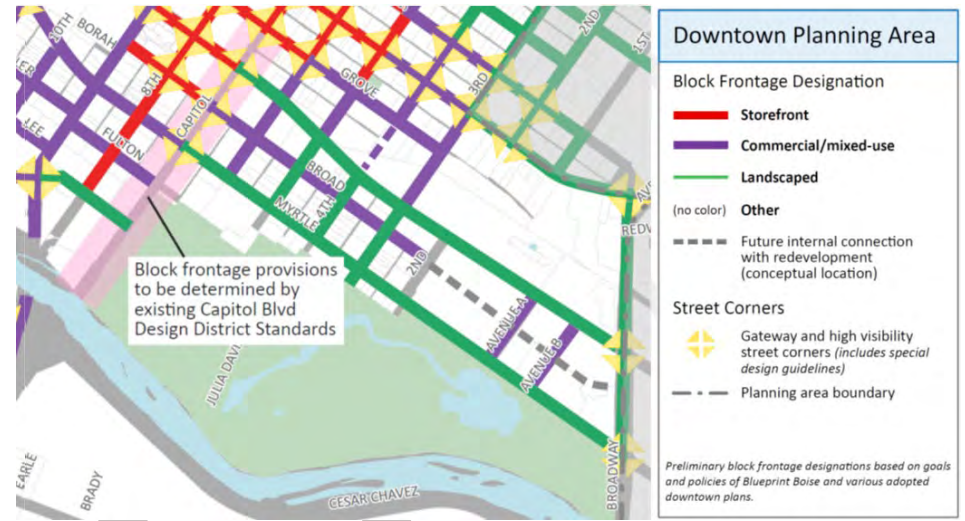 10TH
BORAH
8TH
CAPITOL
GROVE
3RD
2ND
1ST
LEE
FULTON
BROAD
MYRTLE
4TH
2ND
AVENUE A
AVENUE B
BROADWAY
CESAR CHAVEZ
EARLE
BRADY
Block frontage provisions
to be determined by
existing Capitol Blvd
Design District Standards
Downtown Planning Area
Block Frontage Designation
Storefront
Commercial/mixed-use
Landscaped
(no color) Other
Future internal connection
with redevelopment
(conceptual location)
Street Corners
Gateway and high visibility
street corners (includes special
design guidelines)
Planning area boundary
Preliminary block frontage designations based on goals
and policies of Blueprint Boise and various adopted
downtown plans.